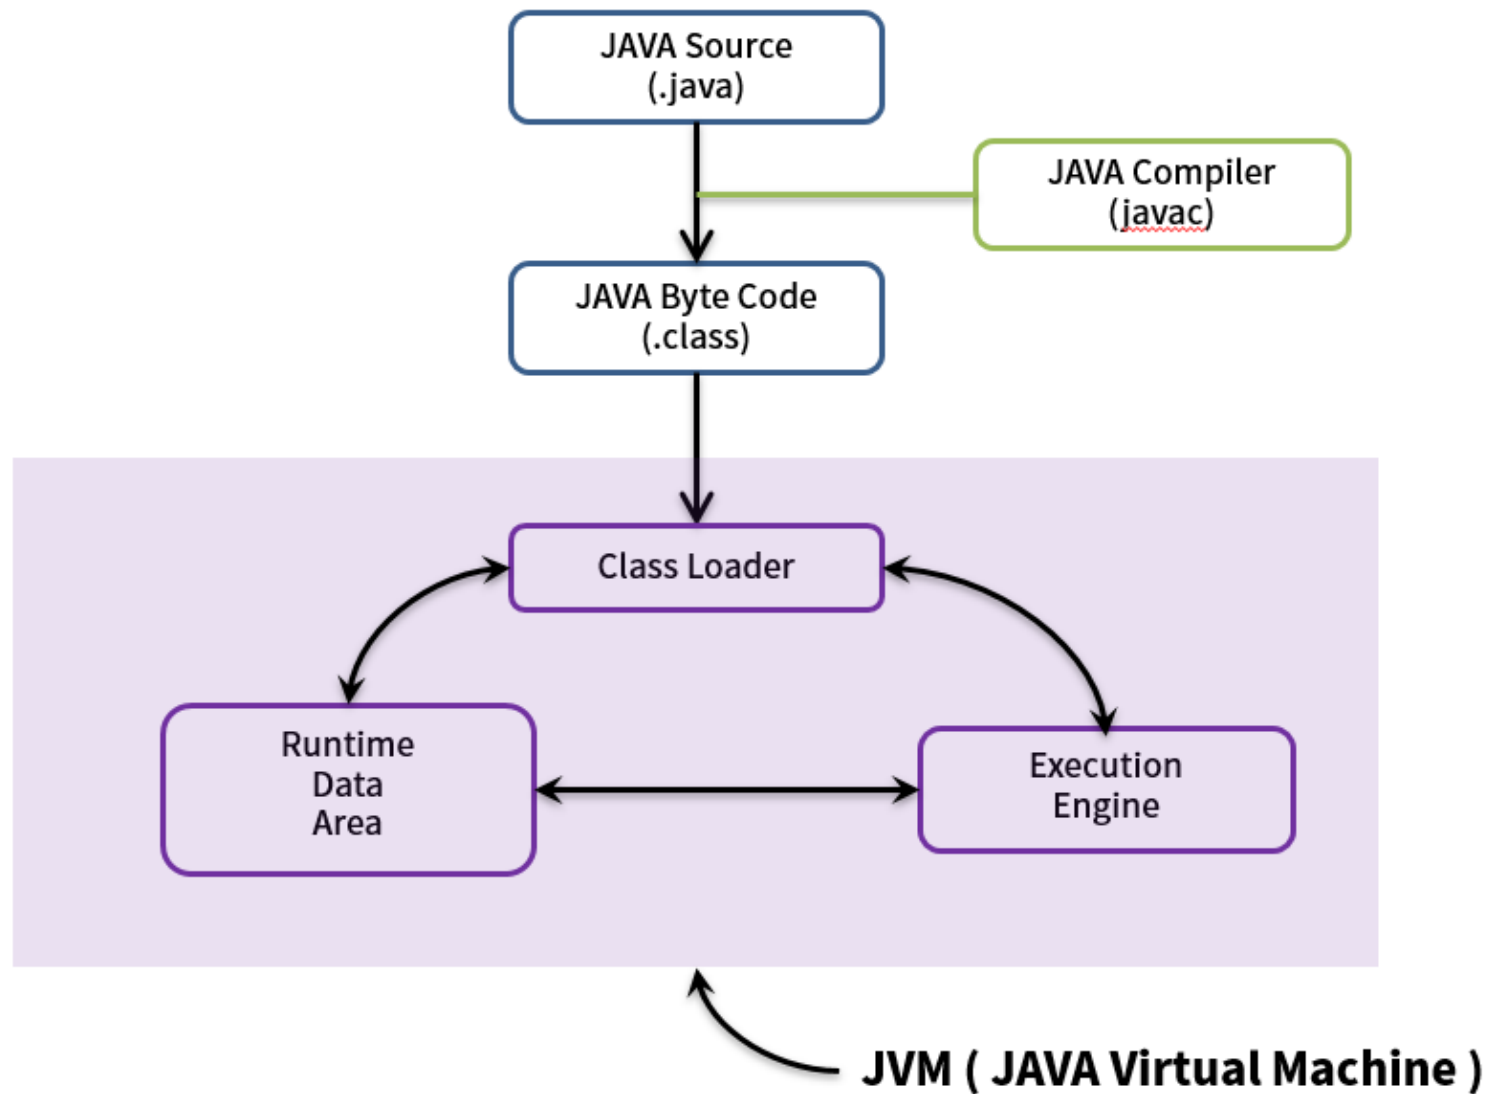 JAVA Source
(.java)
JAVA Compiler
(javac)
JAVA Byte Code
(.class)
Class Loader
Runtime
Data
Area
Execution
Engine
JVM ( JAVA Virtual Machine )